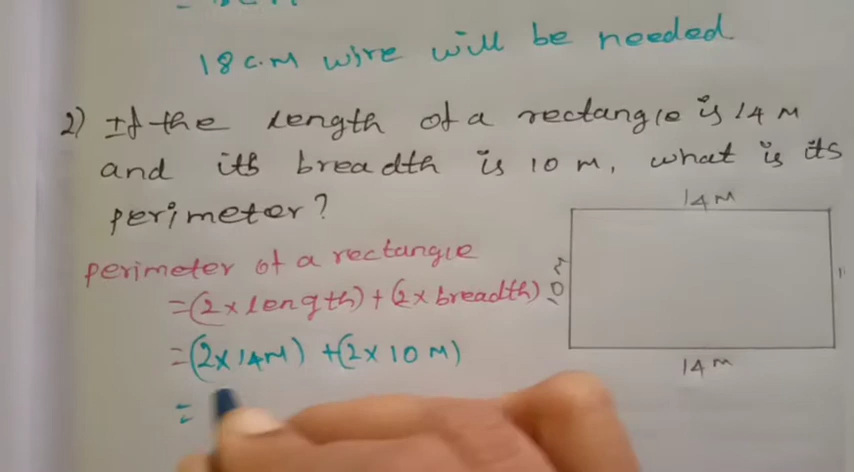 18 c.m wire will be needed
2) If the length of a rectangle is 14 M
and its breadth is 10 m, what is its
perimeter?
14 M
perimeter of a rectangle
= (2 x length) + (2 x breadth)
10 M
= (2 x 14 M) + (2 x 10 M)
14 M
=